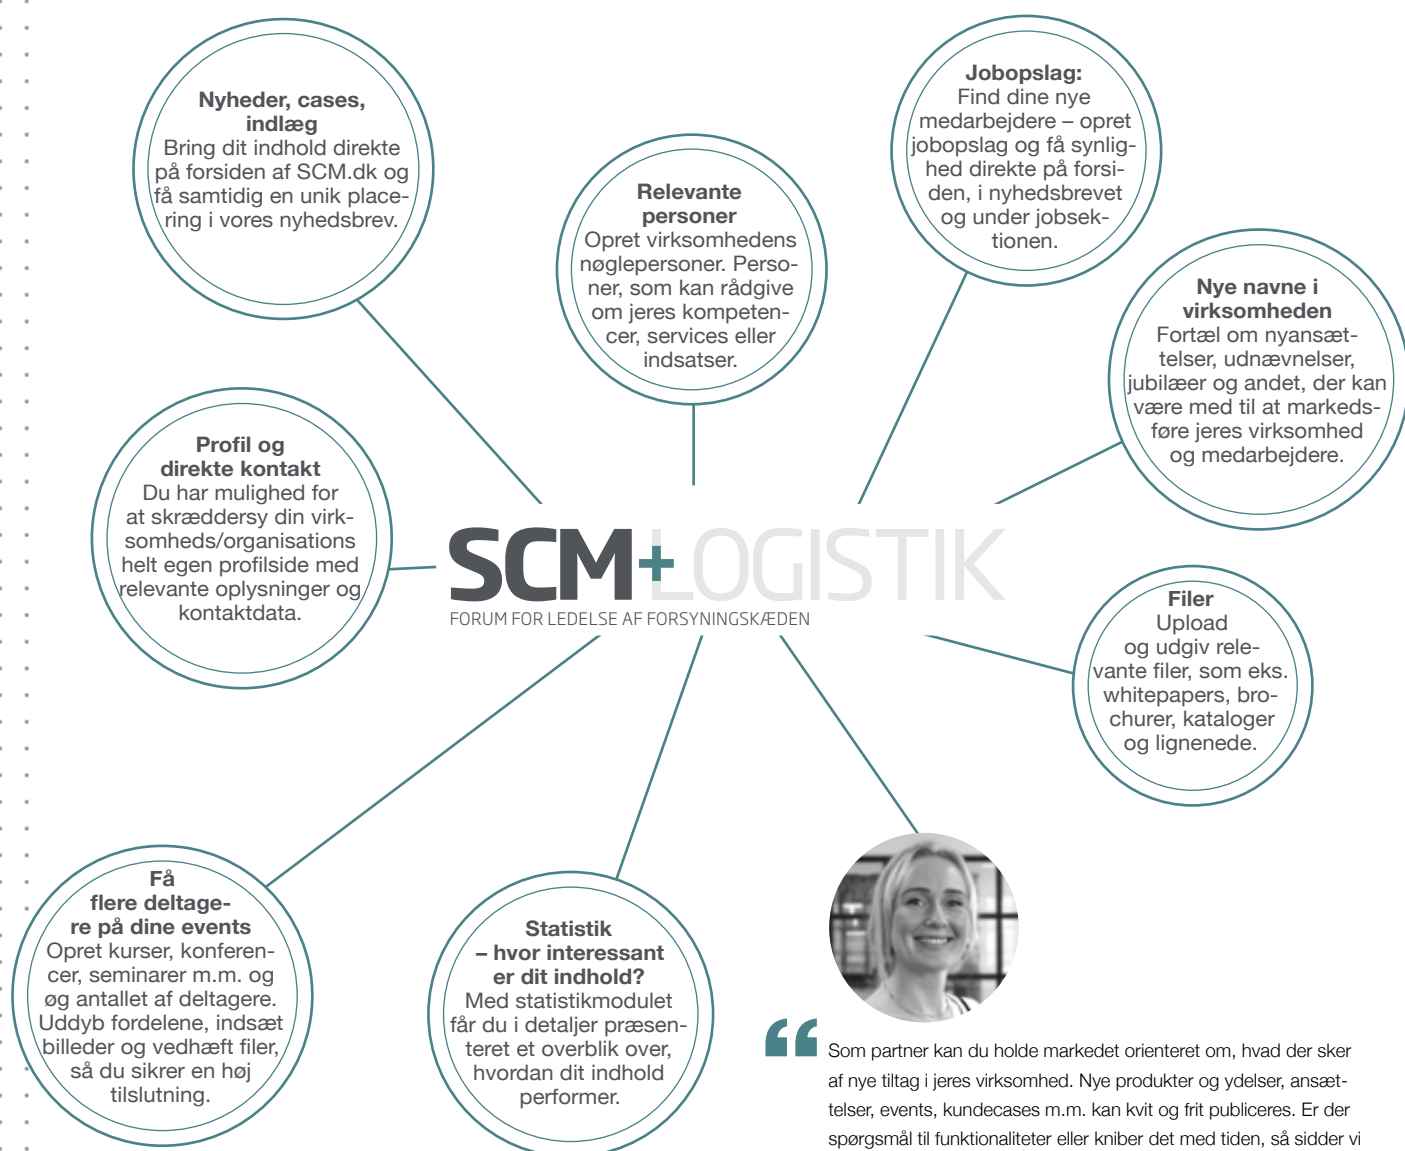 Nyheder, cases,
indlæg
Bring dit indhold direkte
på forsiden af SCM.dk og
få samtidig en unik place-
ring i vores nyhedsbrev.
Relevante
personer
Opret virksomhedens
nøglepersoner. Perso-
ner, som kan rådgive
om jeres kompeten-
cer, services eller
indsatser.
Jobopslag:
Find dine nye
medarbejdere – opret
jobopslag og få synlig-
hed direkte på forsi-
den, i nyhedsbrevet
og under jobsek-
tionen.
Nye navne i
virksomheden
Fortæl om nyansæt-
telser, udnævnelser,
jubilæer og andet, der kan
være med til at markeds-
føre jeres virksomhed
og medarbejdere.
Profil og
direkte kontakt
Du har mulighed for
at skræddersy din virk-
somheds/organisations
helt egen profilside med
relevante oplysninger og
kontaktdata.
SCM+LOGISTIK
FORUM FOR LEDELSE AF FORSYNINGSKÆDEN
Filer
Upload
og udgiv rele-
vante filer, som eks.
whitepapers, bro-
churer, kataloger
og lignenede.
Få
flere deltage-
re på dine events
Opret kurser, konferen-
cer, seminarer m.m. og
øg antallet af deltagere.
Uddyb fordelene, indsæt
billeder og vedhæft filer,
så du sikrer en høj
tilslutning.
Statistik
– hvor interessant
er dit indhold?
Med statistikmodulet
får du i detaljer præsen-
teret et overblik over,
hvordan dit indhold
performer.
“
Som partner kan du holde markedet orienteret om, hvad der sker
af nye tiltag i jeres virksomhed. Nye produkter og ydelser, ansæt-
telser, events, kundecases m.m. kan kvit og frit publiceres. Er der
spørgsmål til funktionaliteter eller kniber det med tiden, så sidder vi